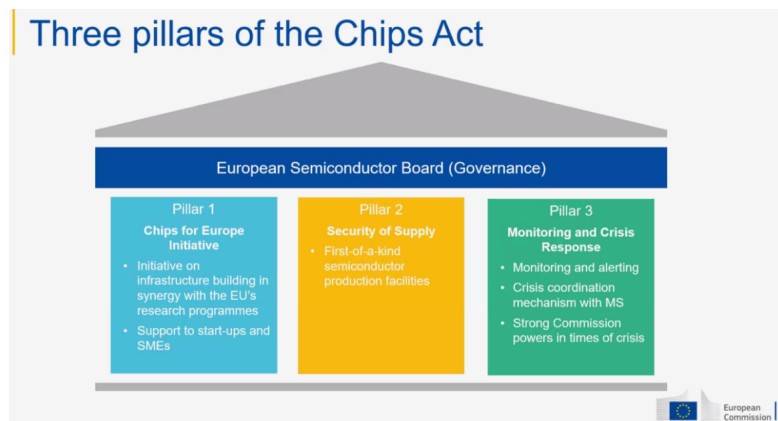 Three pillars of the Chips Act
European Semiconductor Board (Governance)
Pillar 1
Chips for Europe
Initiative
• Initiative on
infrastructure building in
synergy with the EU's
research programmes
• Support to start-ups and
SMEs
Pillar 2
Security of Supply
• First-of-a-kind
semiconductor
production facilities
Pillar 3
Monitoring and Crisis
Response
• Monitoring and alerting
• Crisis coordination
mechanism with MS
• Strong Commission
powers in times of crisis
European
Commission